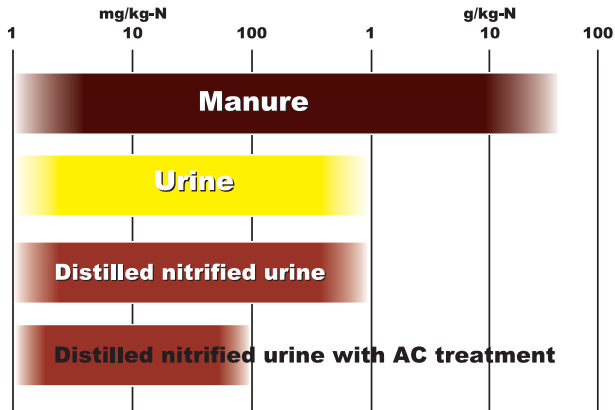 mg/kg-N g/kg-N
1 10 100 1 10 100
Manure
Urine
Distilled nitrified urine
Distilled nitrified urine with AC treatment